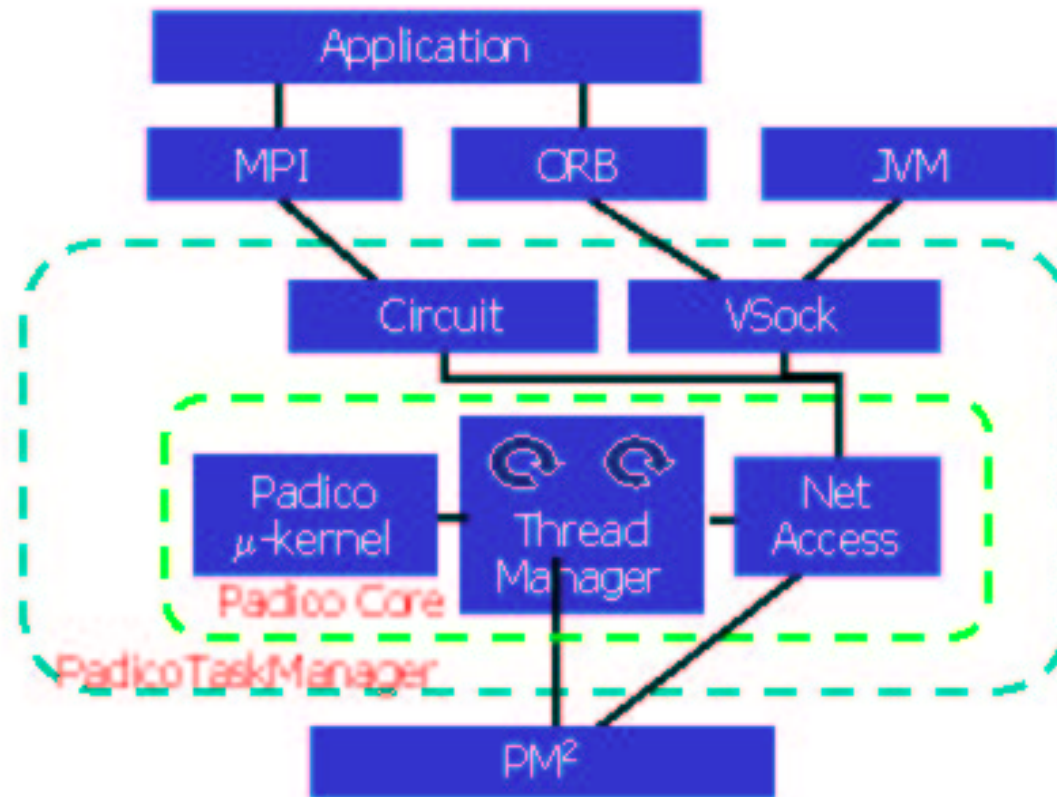 Application
MPI
ORB
JVM
Circuit
VSock
Padico
μ-kernel
Thread
Manager
Net
Access
Padico Core
PadicoTaskManager
PM²